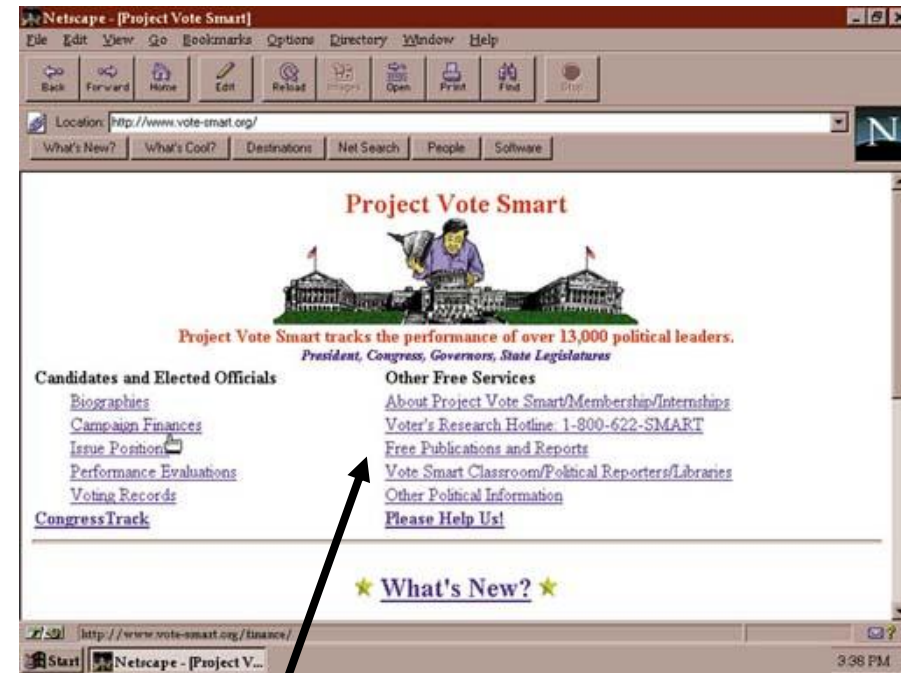 Netscape - [Project Vote Smart]
File Edit View Go Bookmarks Options Directory Window Help
Back Forward Home Edit Reload Images Open Print Find Stop
Location: http://www.vote-smart.org/
N
What's New? What's Cool? Destinations Net Search People Software
Project Vote Smart
Project Vote Smart tracks the performance of over 13,000 political leaders.
President, Congress, Governors, State Legislatures
Candidates and Elected Officials
Biographies
Campaign Finances
Issue Position
Performance Evaluations
Voting Records
CongressTrack
Other Free Services
About Project Vote Smart/Membership/Internships
Voter's Research Hotline: 1-800-622-SMART
Free Publications and Reports
Vote Smart Classroom/Political Reporters/Libraries
Other Political Information
Please Help Us!
What's New?
http://www.vote-smart.org/finance/
Start Netscape - [Project V... 3:38 PM